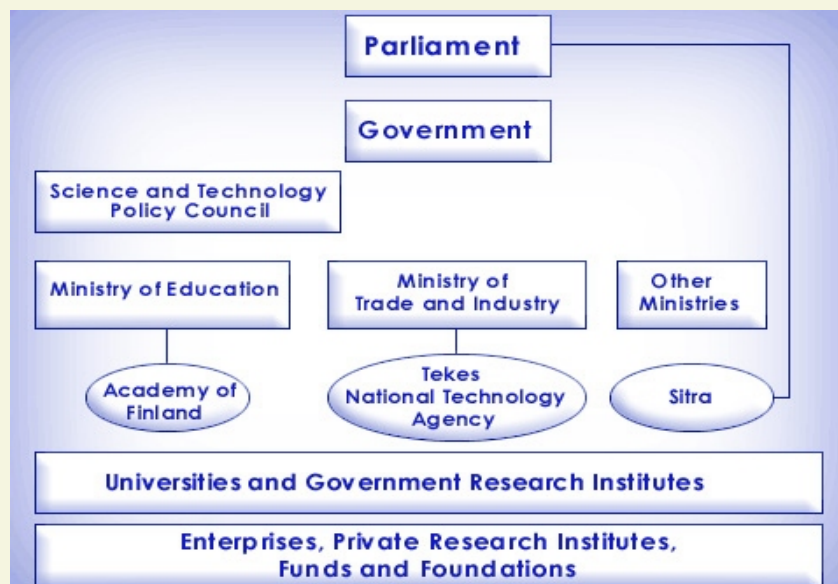 Parliament
Government
Science and Technology
Policy Council
Ministry of Education
Ministry of
Trade and Industry
Other
Ministries
Academy of
Finland
Tekes
National Technology
Agency
Sitra
Universities and Government Research Institutes
Enterprises, Private Research Institutes,
Funds and Foundations